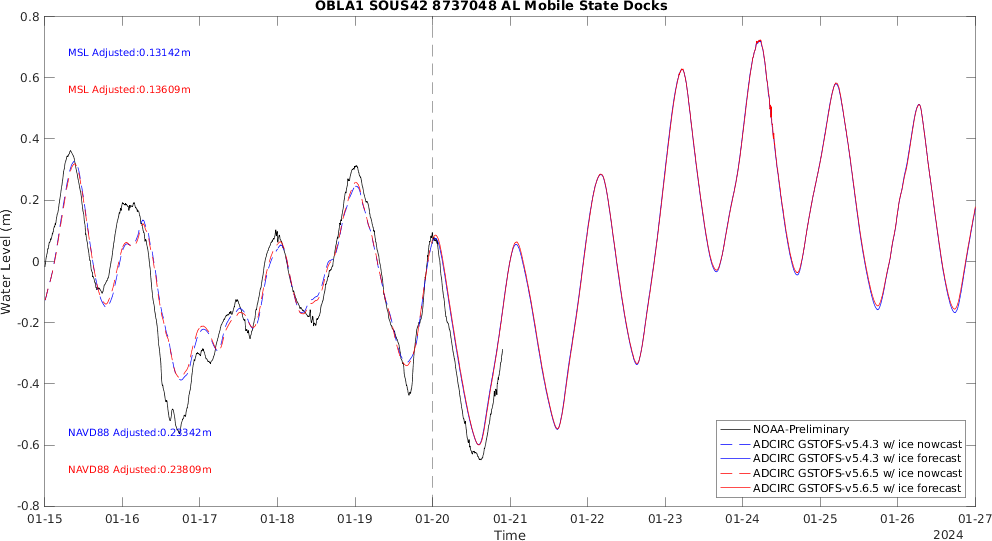 OBLA1 SOUS42 8737048 AL Mobile State Docks
MSL Adjusted:0.13142m
MSL Adjusted:0.13609m
NAVD88 Adjusted:0.23342m
NAVD88 Adjusted:0.23809m
Water Level (m)
0.8
0.6
0.4
0.2
0
-0.2
-0.4
-0.6
-0.8
NOAA-Preliminary
ADCIRC GSTOFS-v5.4.3 w/ ice nowcast
ADCIRC GSTOFS-v5.4.3 w/ ice forecast
ADCIRC GSTOFS-v5.6.5 w/ ice nowcast
ADCIRC GSTOFS-v5.6.5 w/ ice forecast
01-15 01-16 01-17 01-18 01-19 01-20 01-21 01-22 01-23 01-24 01-25 01-26 01-27
Time
2024